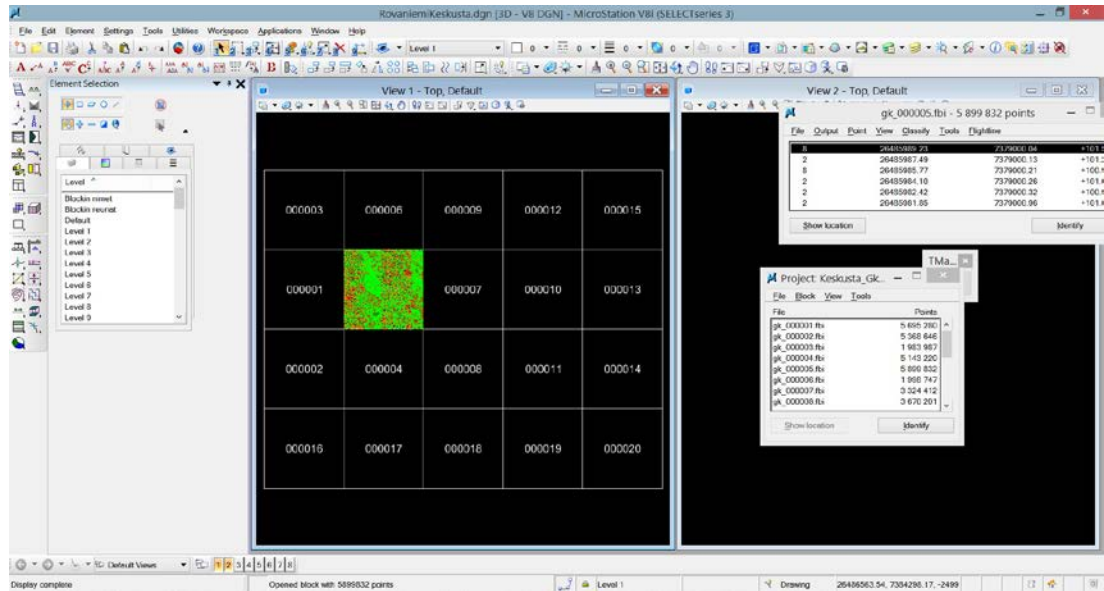 RovaniemiKeskusta.dgn [3D - V8 DGN] - MicroStation V8i (SELECTseries 3)
File Edit Element Settings Tools Utilities Workspace Applications Window Help
Level 1
Element Selection
Level
Blockin nimet
Blockin reunat
Default
Level 1
Level 2
Level 3
Level 4
Level 5
Level 6
Level 7
Level 8
Level 9
View 1 - Top, Default
000003 000006 000009 000012 000015
000001 000007 000010 000013
000002 000004 000008 000011 000014
000016 000017 000018 000019 000020
View 2 - Top, Default
gk_000005.fbi - 5 899 832 points
File Output Point View Classify Tools Flightline
8 26485989.23 7379000.04
2 26485987.49 7379000.13
8 26485985.77 7379000.21
2 26485984.10 7379000.26
2 26485982.42 7379000.32
2 26485981.85 7379000.96
Show location Identify
TMa...
Project: Keskusta_Gk...
File Block View Tools
File Points
gk_000001.fbi 5 695 280
gk_000002.fbi 5 368 646
gk_000003.fbi 1 983 987
gk_000004.fbi 5 143 220
gk_000005.fbi 5 899 832
gk_000006.fbi 1 998 747
gk_000007.fbi 3 324 412
gk_000008.fbi 3 670 201
Show location Identify
Default Views 1 2 3 4 5 6 7 8
Display complete Opened block with 5899832 points Level 1 Drawing 26486563.54, 7384298.17, -2499